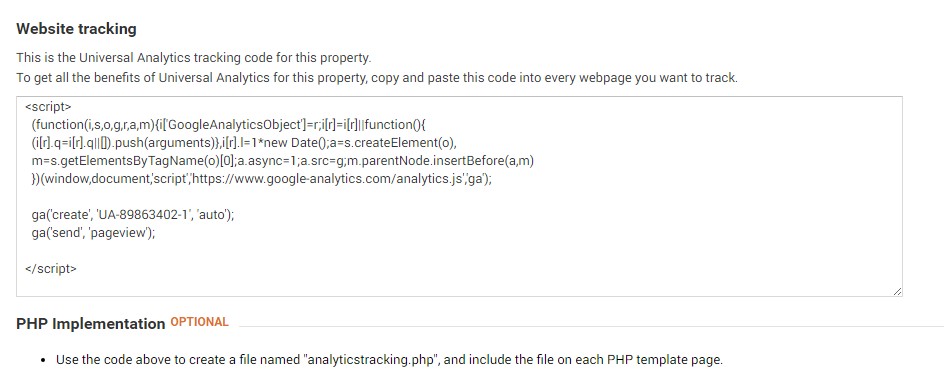 Website tracking
This is the Universal Analytics tracking code for this property.
To get all the benefits of Universal Analytics for this property, copy and paste this code into every webpage you want to track.
<script>
(function(i,s,o,g,r,a,m){i['GoogleAnalyticsObject']=r;i[r]=i[r]||function(){
(i[r].q=i[r].q||[]).push(arguments)},i[r].l=1*new Date();a=s.createElement(o),
m=s.getElementsByTagName(o)[0];a.async=1;a.src=g;m.parentNode.insertBefore(a,m)
})(window,document,'script','https://www.google-analytics.com/analytics.js','ga');
ga('create', 'UA-89863402-1', 'auto');
ga('send', 'pageview');
</script>
PHP Implementation OPTIONAL
• Use the code above to create a file named "analyticstracking.php", and include the file on each PHP template page.